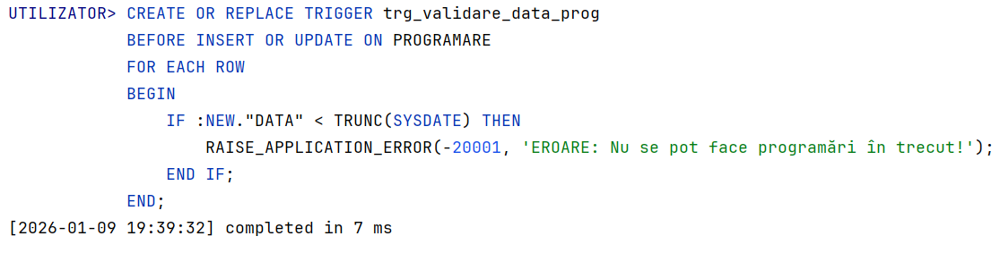 UTILIZATOR> CREATE OR REPLACE TRIGGER trg_validare_data_prog
            BEFORE INSERT OR UPDATE ON PROGRAMARE
            FOR EACH ROW
            BEGIN
                IF :NEW."DATA" < TRUNC(SYSDATE) THEN
                    RAISE_APPLICATION_ERROR(-20001, 'EROARE: Nu se pot face programări în trecut!');
                END IF;
            END;
[2026-01-09 19:39:32] completed in 7 ms